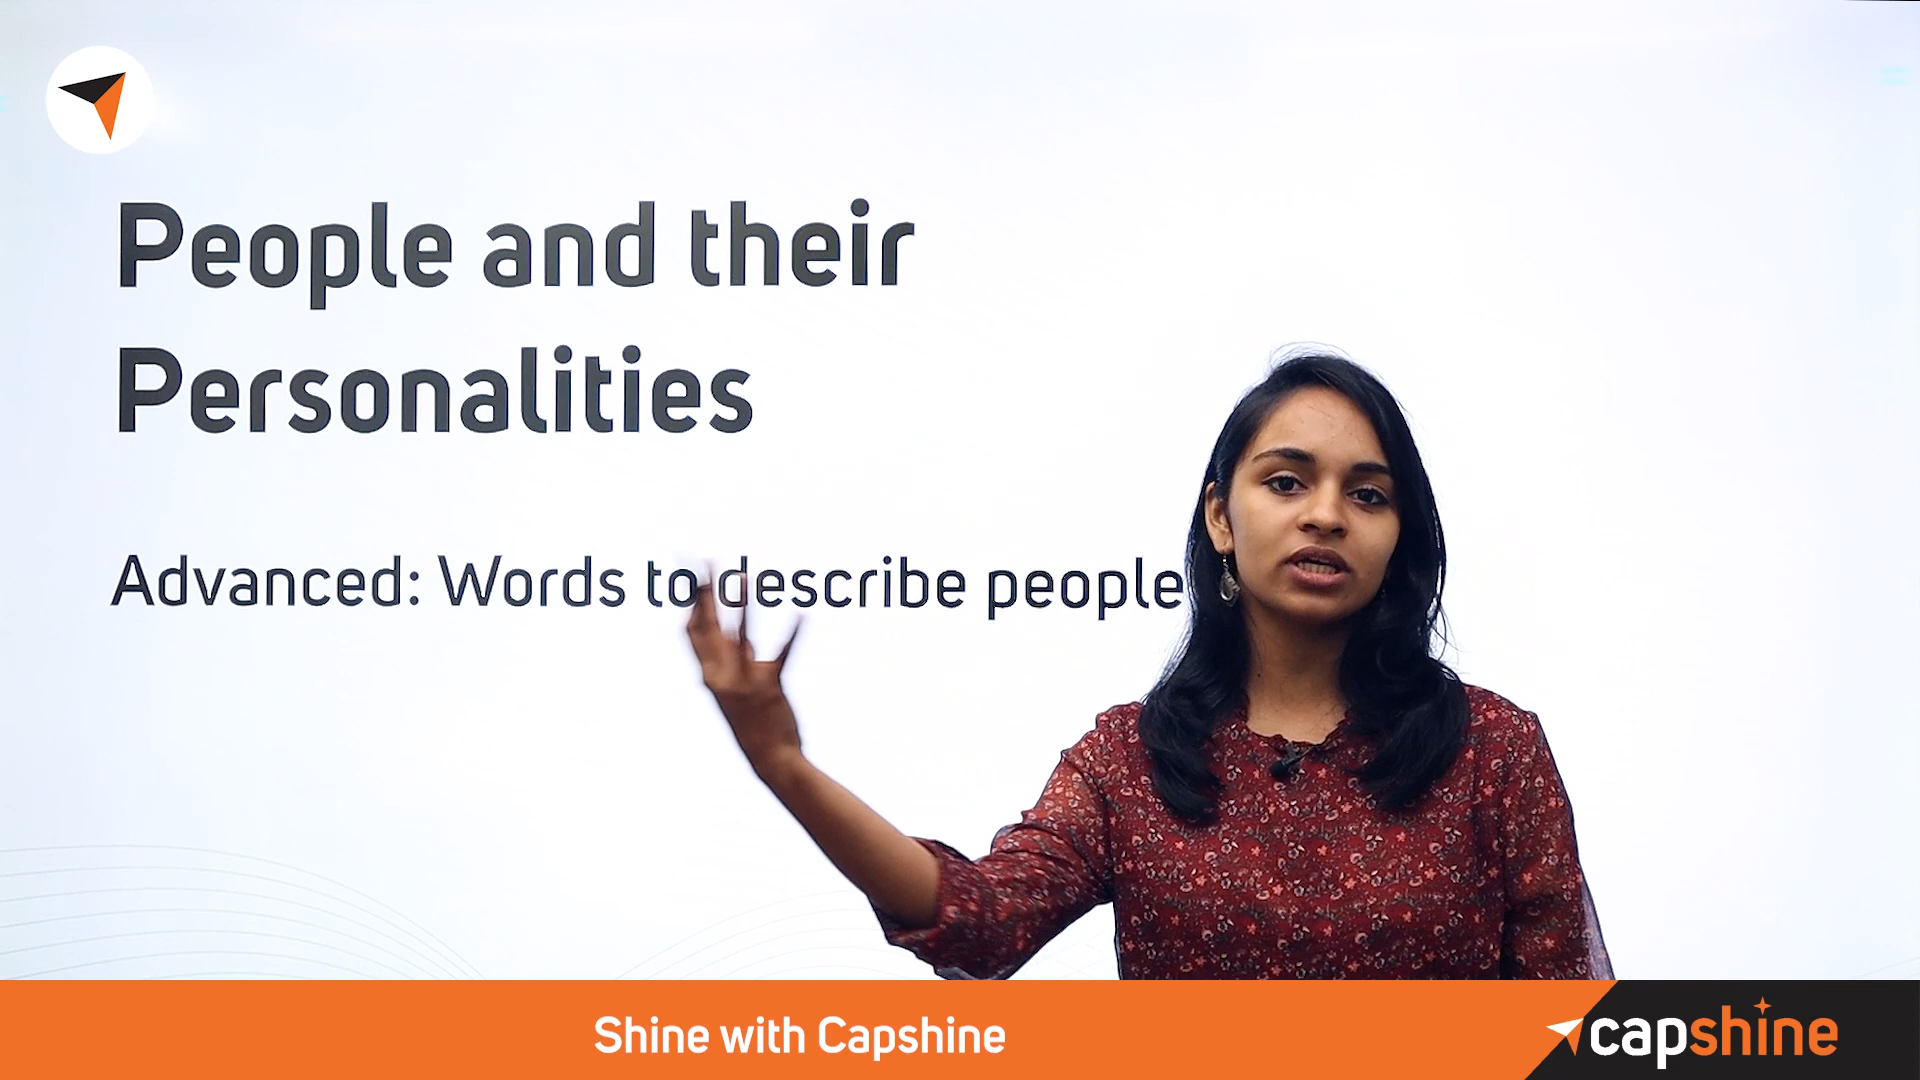 People and their
Personalities
Advanced: Words to describe people
Shine with Capshine
capshine